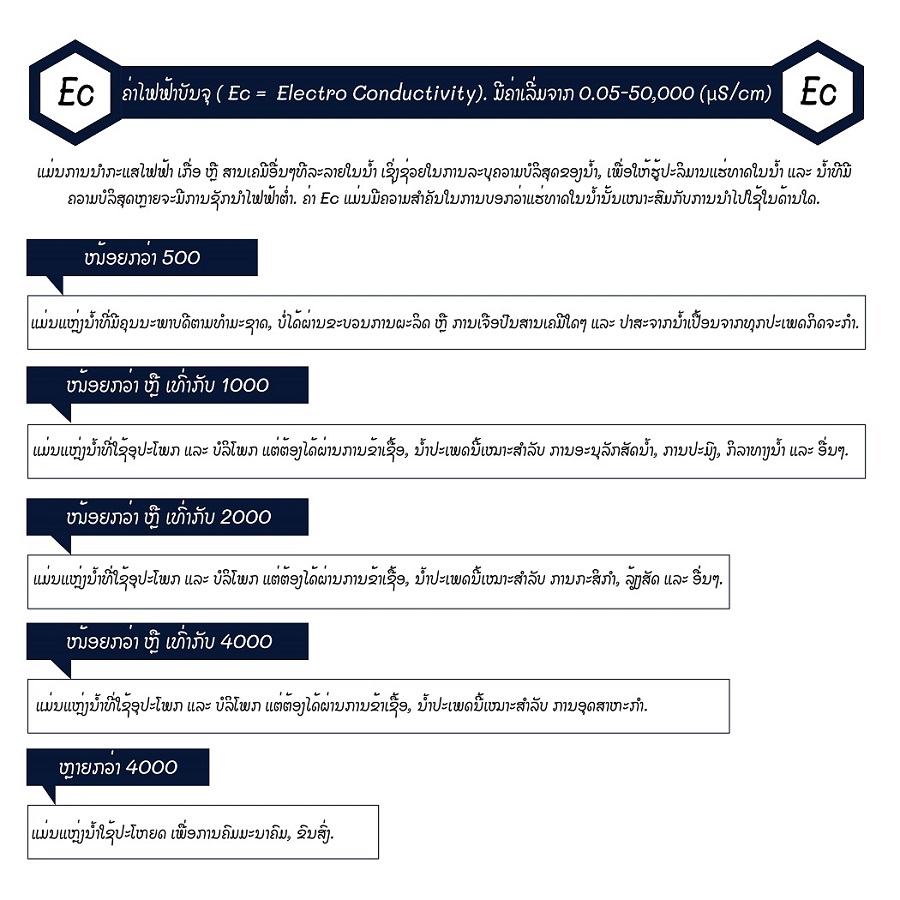 Ec
ຄ່າໄຟຟ້າບັນຈຸ ( Ec = Electro Conductivity). ມີຄ່າເລີ່ມຈາກ 0.05-50,000 (µS/cm)
Ec
ແມ່ນການນຳກະແສໄຟຟ້າ ເກື່ອ ຫຼື ສານເຄມີອື່ນໆທີ່ລະລາຍໃນນ້ຳ ເຊິ່ງຊ່ວຍໃນການລະບຸຄວາມບໍລິສຸດຂອງນ້ຳ, ເພື່ອໃຫ້ຮູ້ປະລິມານແຮ່ທາດໃນນ້ຳ ແລະ ນ້ຳທີ່ມີ
ຄວາມບໍລິສຸດຫຼາຍຈະມີການຊັກນຳໄຟຟ້າຕ່ຳ. ຄ່າ Ec ແມ່ນມີຄວາມສຳຄັນໃນການບອກວ່າແຮ່ທາດໃນນ້ຳນັ້ນເໝາະສົມກັບການນຳໄປໃຊ້ໃນດ້ານໃດ.
ໜ້ອຍກວ່າ 500
ແມ່ນແຫຼ່ງນ້ຳທີ່ມີຄຸນນະພາບດີຕາມທຳມະຊາດ, ບໍ່ໄດ້ຜ່ານຂະບວນການຜະລິດ ຫຼື ການເຈືອປົນສານເຄມີໃດໆ ແລະ ປາສະຈາກນ້ຳເປື້ອນຈາກທຸກປະເພດກິດຈະກຳ.
ໜ້ອຍກວ່າ ຫຼື ເທົ່າກັບ 1000
ແມ່ນແຫຼ່ງນ້ຳທີ່ໃຊ້ອຸປະໂພກ ແລະ ບໍລິໂພກ ແຕ່ຕ້ອງໄດ້ຜ່ານການຂ້າເຊື້ອ, ນ້ຳປະເພດນີ້ເໝາະສຳລັບ ການອະນຸລັກສັດນ້ຳ, ການປະມົງ, ກິລາທາງນ້ຳ ແລະ ອື່ນໆ.
ໜ້ອຍກວ່າ ຫຼື ເທົ່າກັບ 2000
ແມ່ນແຫຼ່ງນ້ຳທີ່ໃຊ້ອຸປະໂພກ ແລະ ບໍລິໂພກ ແຕ່ຕ້ອງໄດ້ຜ່ານການຂ້າເຊື້ອ, ນ້ຳປະເພດນີ້ເໝາະສຳລັບ ການກະສິກຳ, ລ້ຽງສັດ ແລະ ອື່ນໆ.
ໜ້ອຍກວ່າ ຫຼື ເທົ່າກັບ 4000
ແມ່ນແຫຼ່ງນ້ຳທີ່ໃຊ້ອຸປະໂພກ ແລະ ບໍລິໂພກ ແຕ່ຕ້ອງໄດ້ຜ່ານການຂ້າເຊື້ອ, ນ້ຳປະເພດນີ້ເໝາະສຳລັບ ການອຸດສາຫະກຳ.
ຫຼາຍກວ່າ 4000
ແມ່ນແຫຼ່ງນ້ຳໃຊ້ປະໂຫຍດ ເພື່ອການຄົມມະນາຄົມ, ຂົນສົ່ງ.